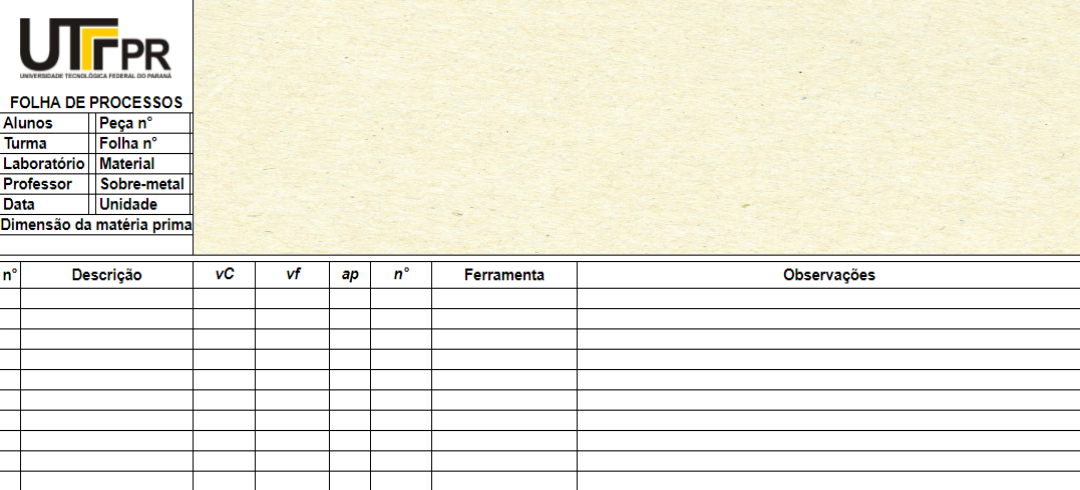 UTFPR
UNIVERSIDADE TECNOLÓGICA FEDERAL DO PARANÁ
FOLHA DE PROCESSOS
Alunos Peça n°
Turma Folha n°
Laboratório Material
Professor Sobre-metal
Data Unidade
Dimensão da matéria prima
n° Descrição vC vf ap n° Ferramenta Observações